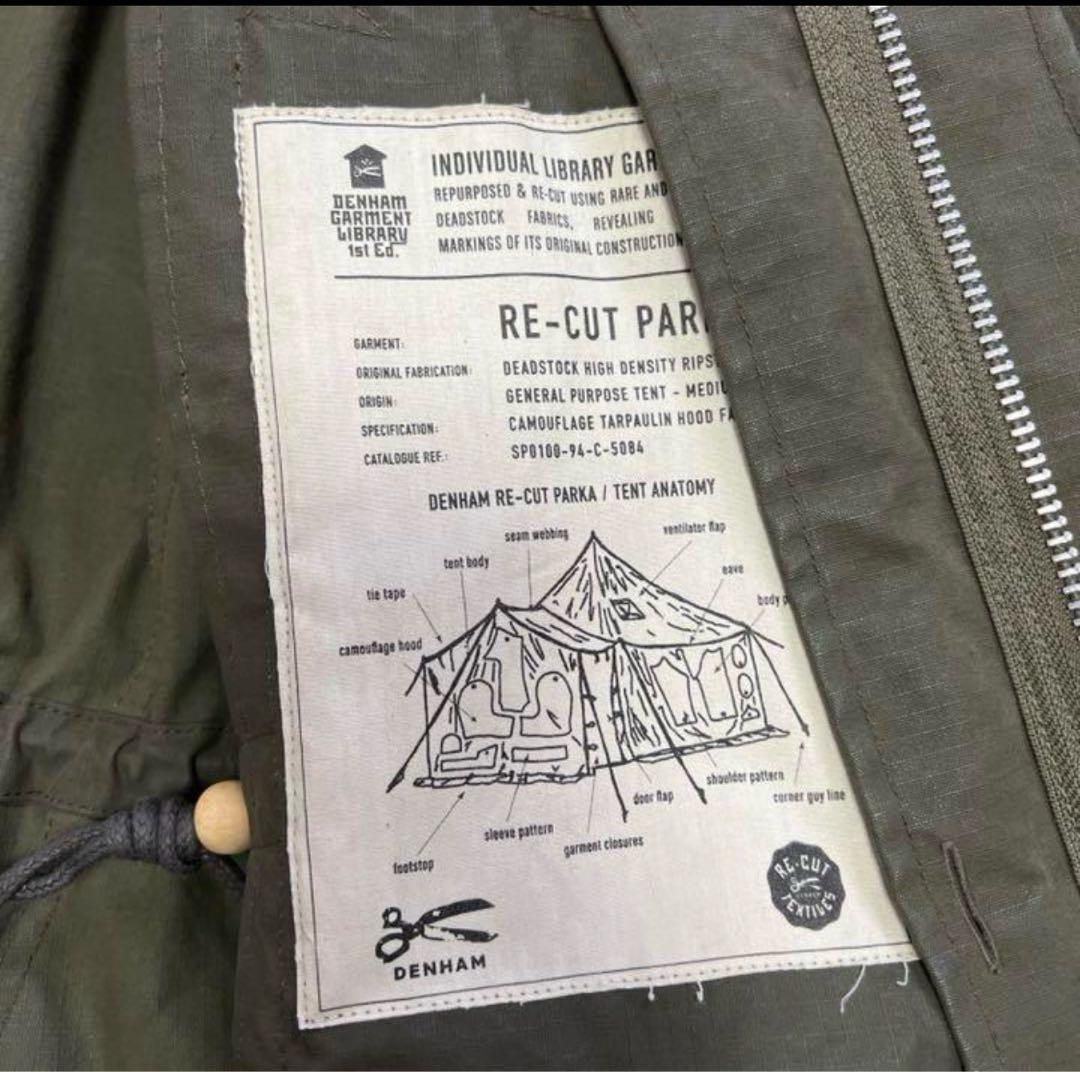 DENHAM
GARMENT
LIBRARY
1st Ed.
INDIVIDUAL LIBRARY GAR
REPURPOSED & RE-CUT USING RARE AND
DEADSTOCK FABRICS, REVEALING
MARKINGS OF ITS ORIGINAL CONSTRUCTION
GARMENT: RE-CUT PAR
ORIGINAL FABRICATION: DEADSTOCK HIGH DENSITY RIPS
ORIGIN: GENERAL PURPOSE TENT - MEDIU
SPECIFICATION: CAMOUFLAGE TARPAULIN HOOD FA
CATALOGUE REF.: SP0100-94-C-5084
DENHAM RE-CUT PARKA / TENT ANATOMY
seam webbing
ventilator flap
tent body
eave
tie tape
body p
camouflage hood
shoulder pattern
door flap
corner guy line
sleeve pattern
garment closures
footstop
RE-CUT
TEXTILES
DENHAM